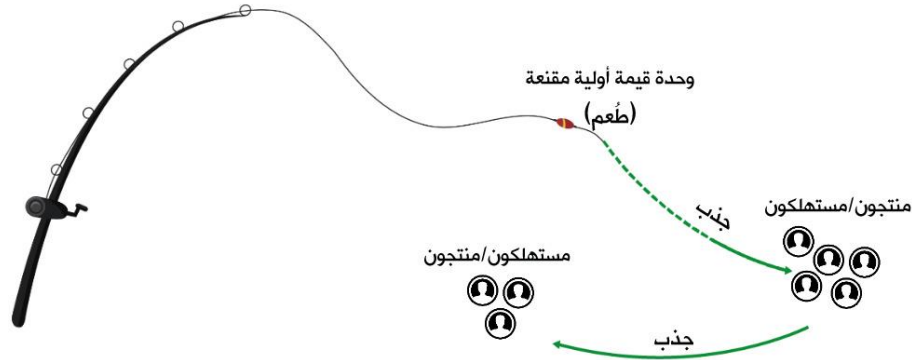 وحدة قيمة أولية مقنعة
(طُعم)
جذب
منتجون/مستهلكون
مستهلكون/منتجون
جذب